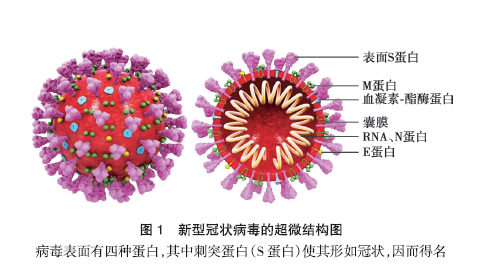 表面S蛋白
M蛋白
血凝素-酯酶蛋白
囊膜
RNA、N蛋白
E蛋白
图 1 新型冠状病毒的超微结构图
病毒表面有四种蛋白,其中刺突蛋白(S 蛋白)使其形如冠状,因而得名